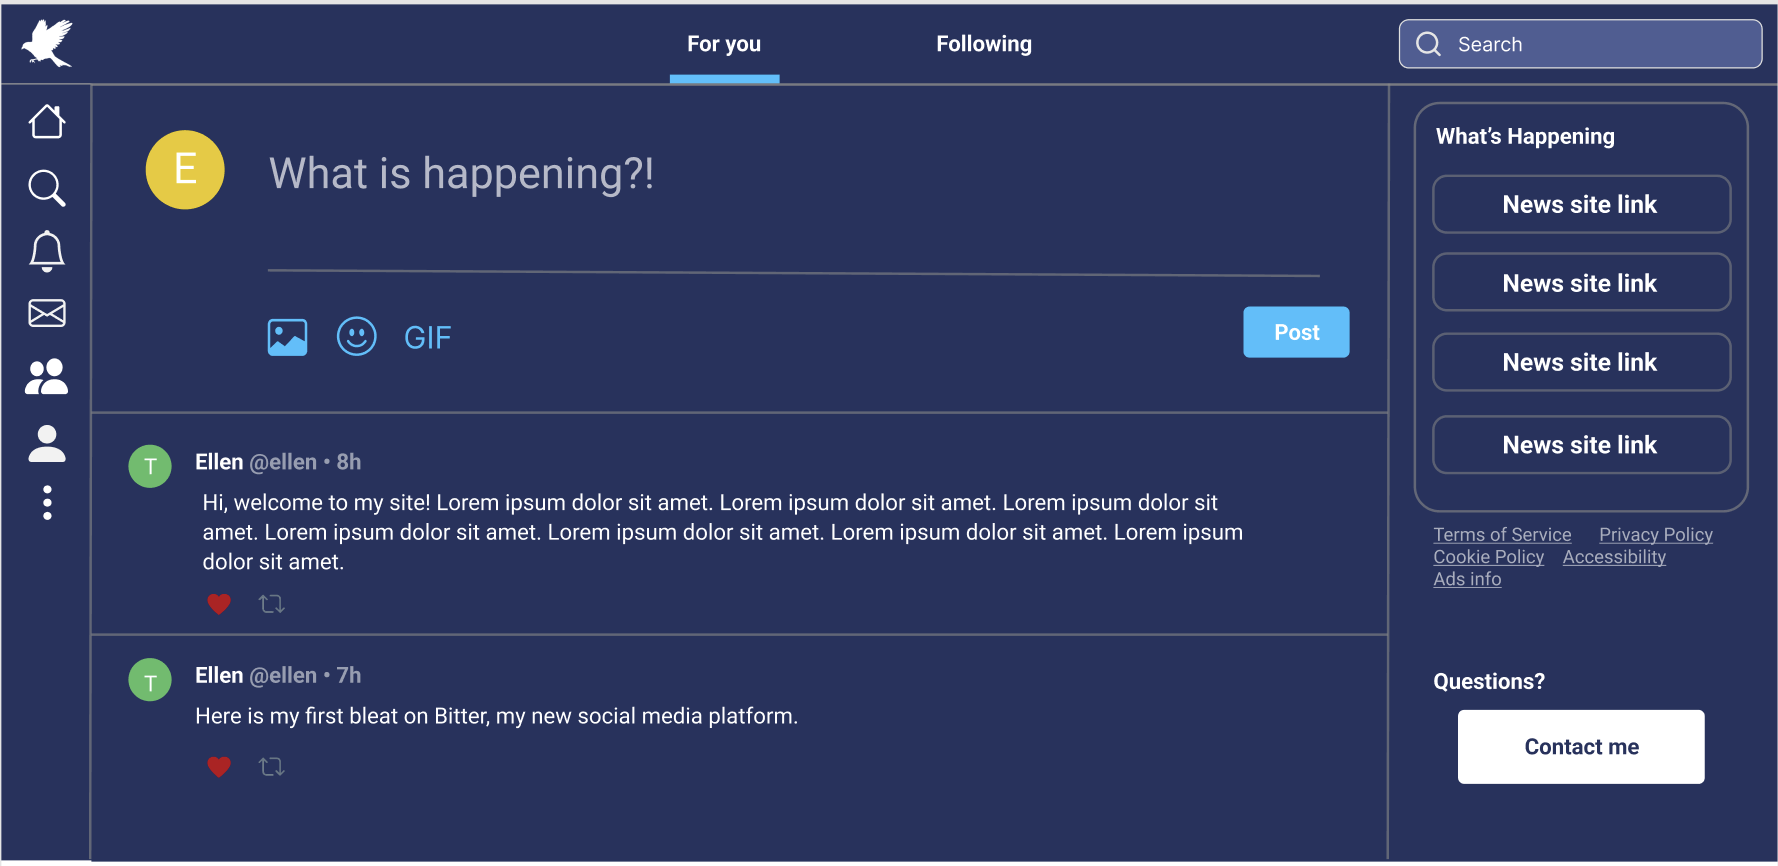 For you
Following
Search
E
What is happening?!
GIF
Post
T
Ellen @ellen • 8h
Hi, welcome to my site! Lorem ipsum dolor sit amet. Lorem ipsum dolor sit amet. Lorem ipsum dolor sit
amet. Lorem ipsum dolor sit amet. Lorem ipsum dolor sit amet. Lorem ipsum dolor sit amet. Lorem ipsum
dolor sit amet.
T
Ellen @ellen • 7h
Here is my first bleat on Bitter, my new social media platform.
What’s Happening
News site link
News site link
News site link
News site link
Terms of Service Privacy Policy
Cookie Policy Accessibility
Ads info
Questions?
Contact me